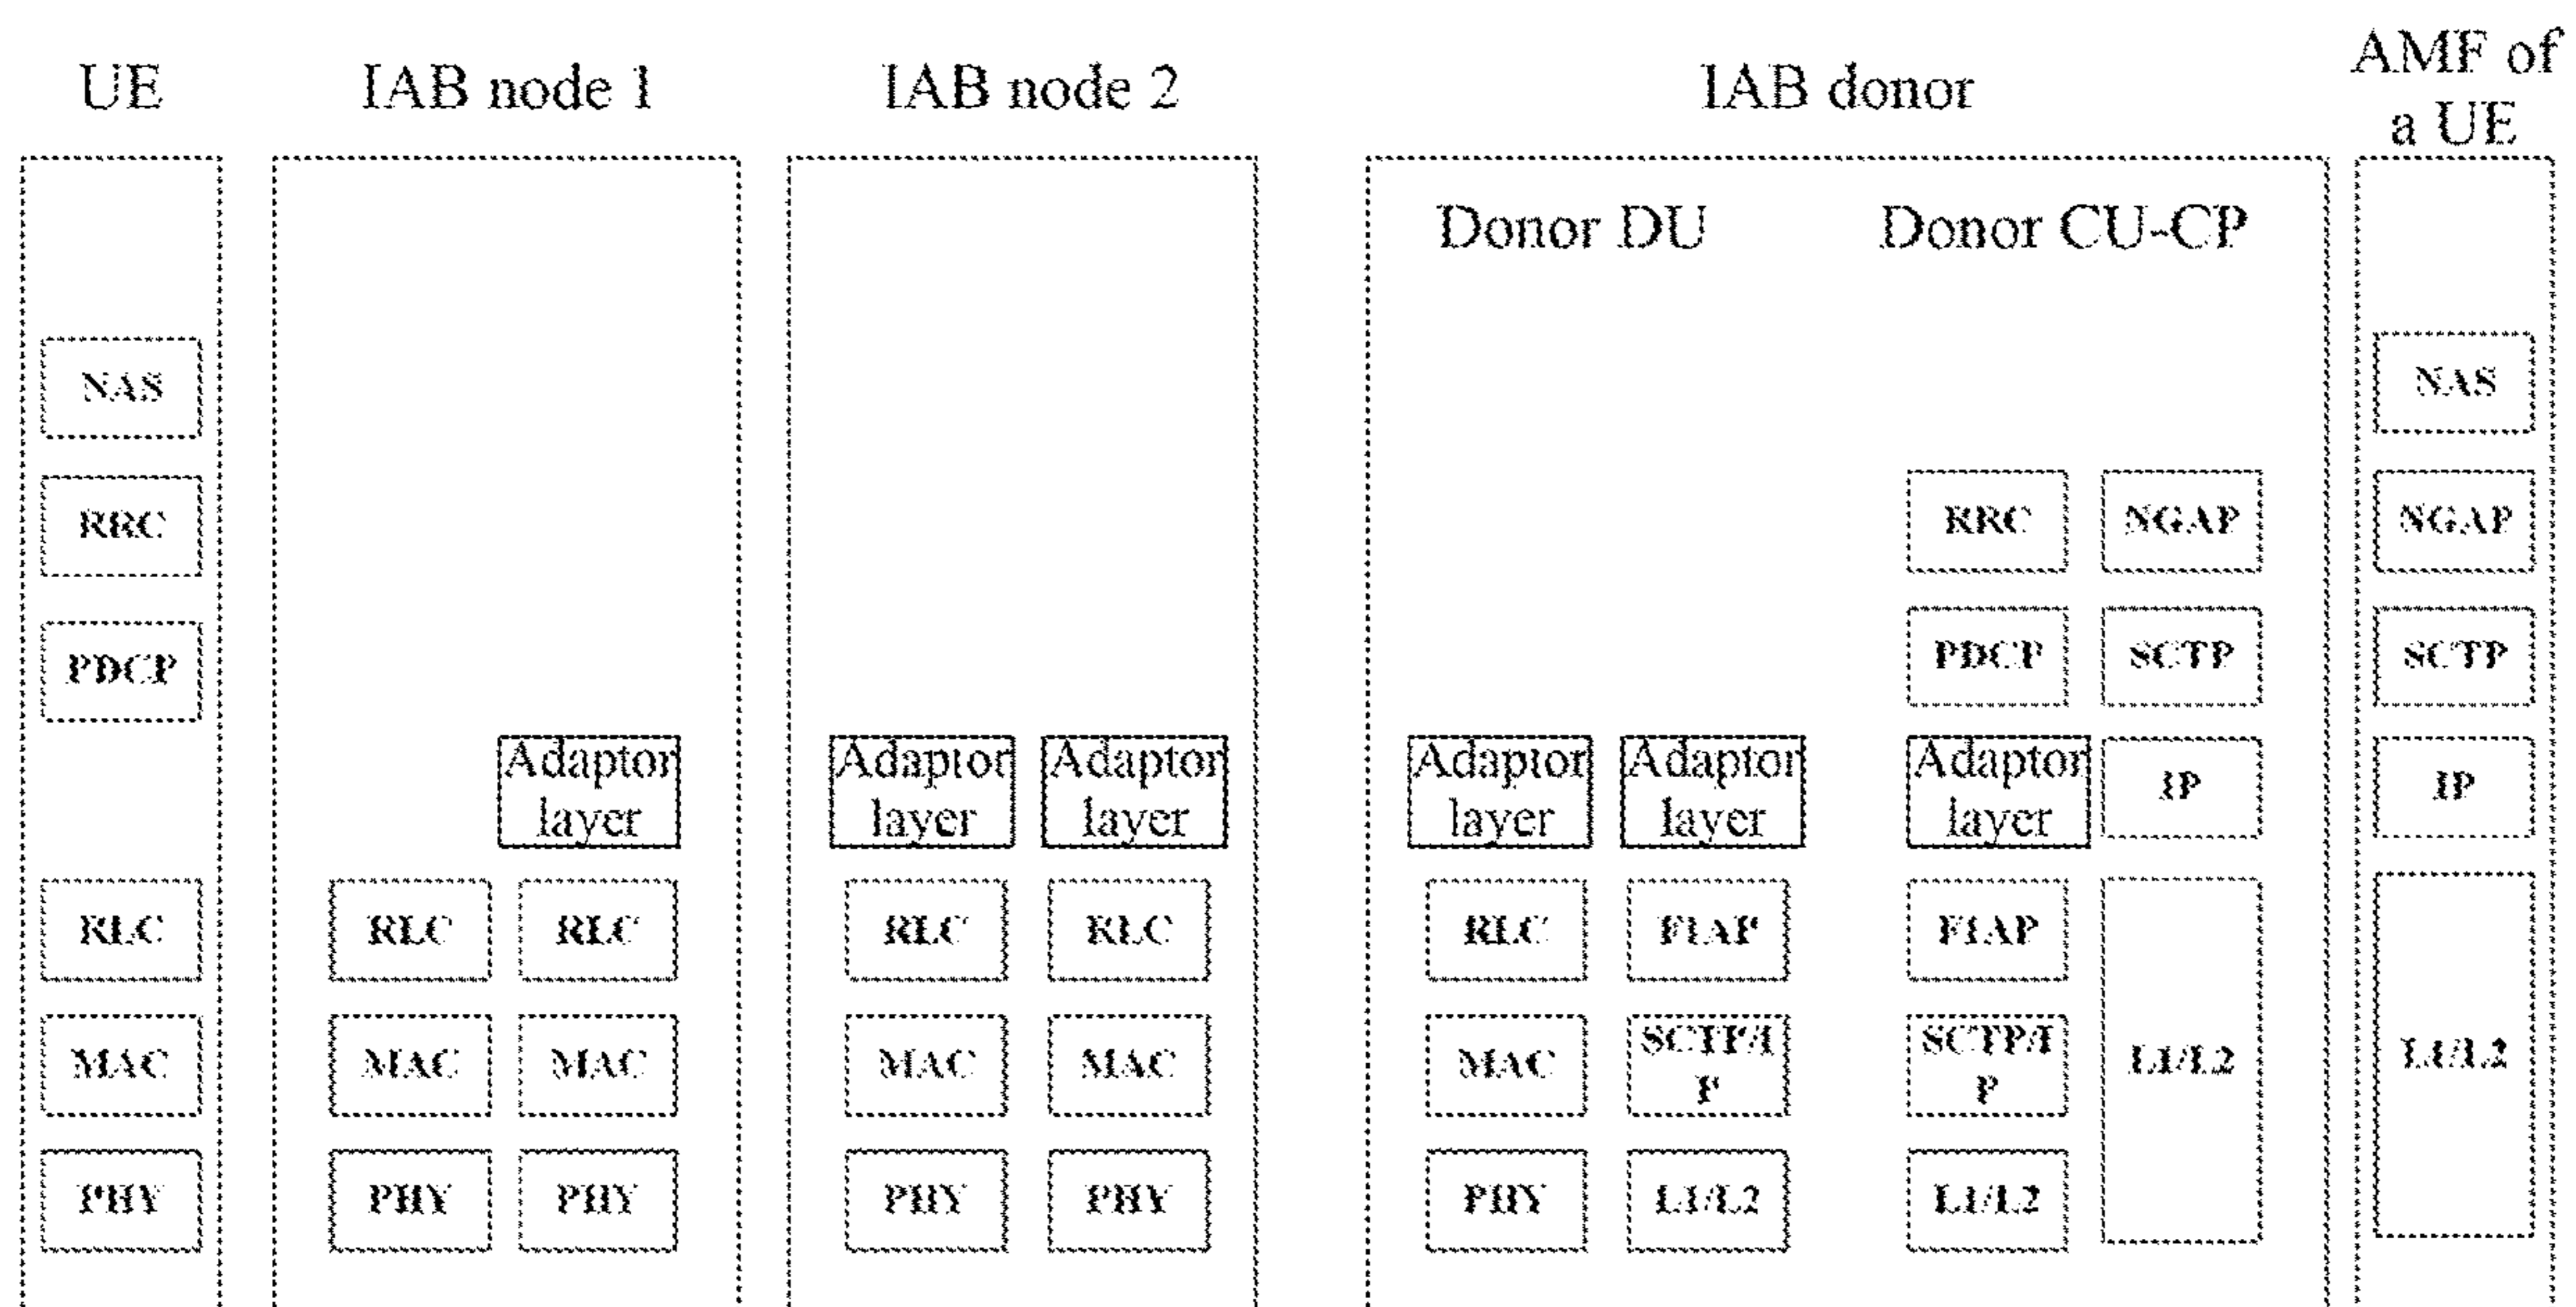 UE
IAB node 1
IAB node 2
IAB donor
AMF of
a UE
Donor DU
Donor CU-CP
NAS
NAS
RRC
RRC
NGAP
NGAP
PDCP
PDCP
SCTP
SCTP
Adaptor
layer
Adaptor
layer
Adaptor
layer
Adaptor
layer
Adaptor
layer
Adaptor
layer
IP
IP
RLC
RLC
RLC
RLC
RLC
RLC
F1AP
F1AP
MAC
MAC
MAC
MAC
MAC
MAC
SCTP/I
P
SCTP/I
P
L1/L2
L1/L2
PHY
PHY
PHY
PHY
PHY
PHY
L1/L2
L1/L2